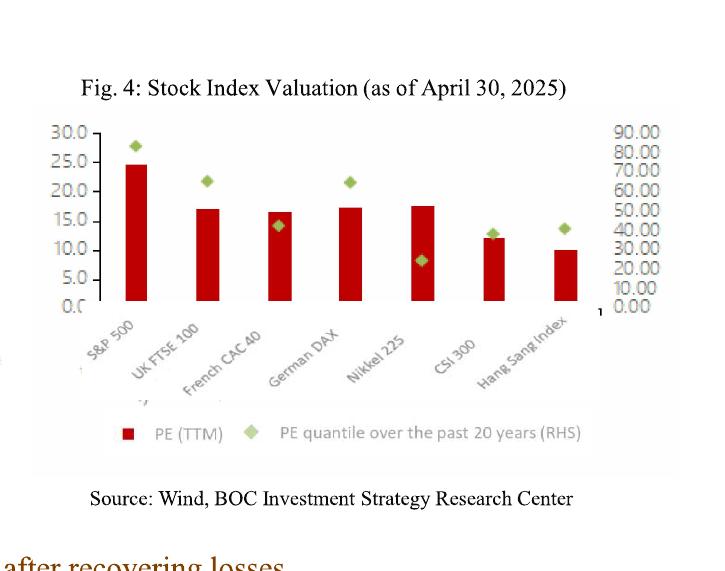 Fig. 4: Stock Index Valuation (as of April 30, 2025)
30.0
25.0
20.0
15.0
10.0
5.0
0.0
90.00
80.00
70.00
60.00
50.00
40.00
30.00
20.00
10.00
0.00
1
S&P 500
UK FTSE 100
French CAC 40
German DAX
Nikkel 225
CSI 300
Hang Sang Index
PE (TTM)
PE quantile over the past 20 years (RHS)
Source: Wind, BOC Investment Strategy Research Center
after recovering losses